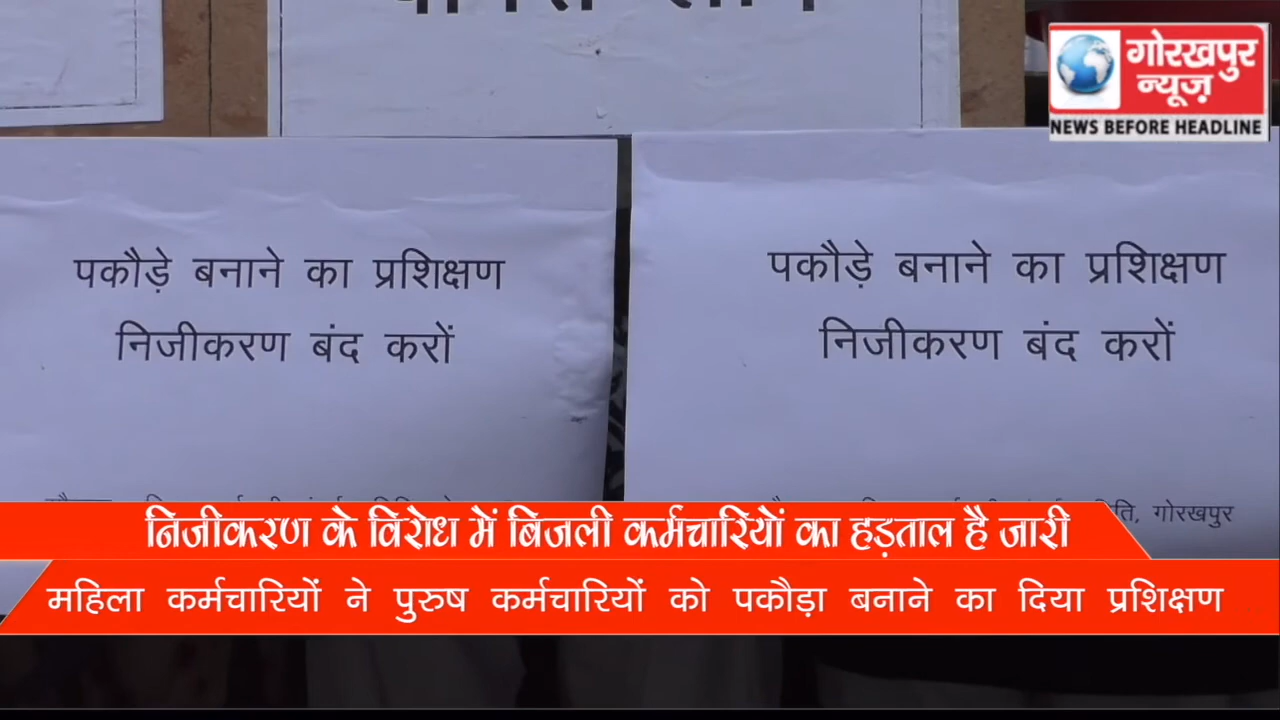 गोरखपुर
न्यूज़
NEWS BEFORE HEADLINE
पकौड़े बनाने का प्रशिक्षण
निजीकरण बंद करों
पकौड़े बनाने का प्रशिक्षण
निजीकरण बंद करों
गोरखपुर
निजीकरण के विरोध में बिजली कर्मचारियों का हड़ताल है जारी
महिला कर्मचारियों ने पुरुष कर्मचारियों को पकौड़ा बनाने का दिया प्रशिक्षण